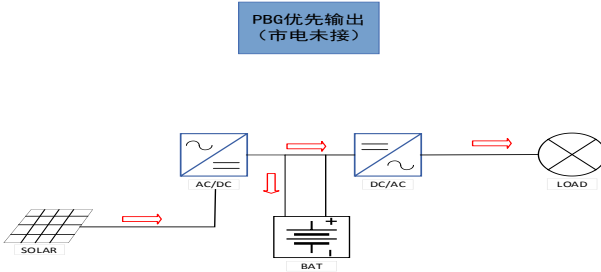 PBG优先输出
（市电未接）
AC/DC
DC/AC
LOAD
SOLAR
+
-
BAT